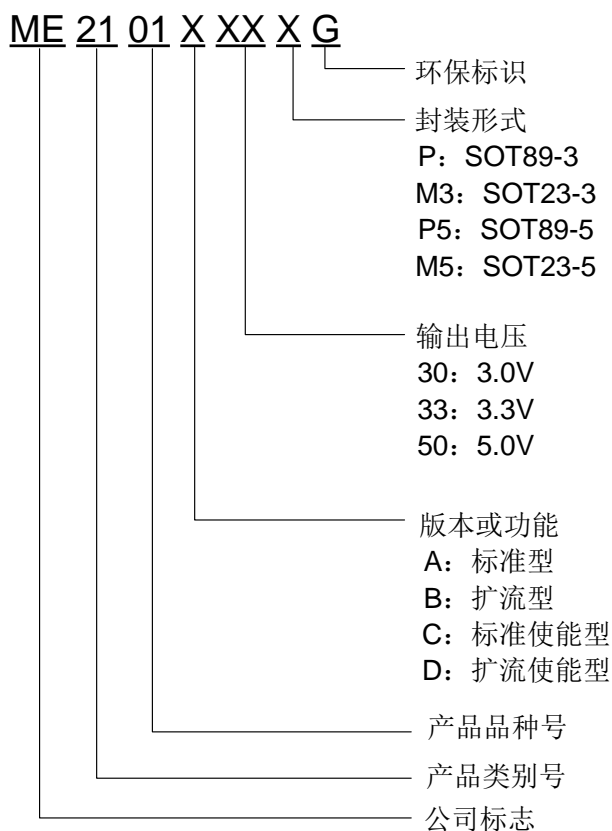 ME 21 01 X XX X G
环保标识
封装形式
P：SOT89-3
M3：SOT23-3
P5：SOT89-5
M5：SOT23-5
输出电压
30：3.0V
33：3.3V
50：5.0V
版本或功能
A：标准型
B：扩流型
C：标准使能型
D：扩流使能型
产品品种号
产品类别号
公司标志